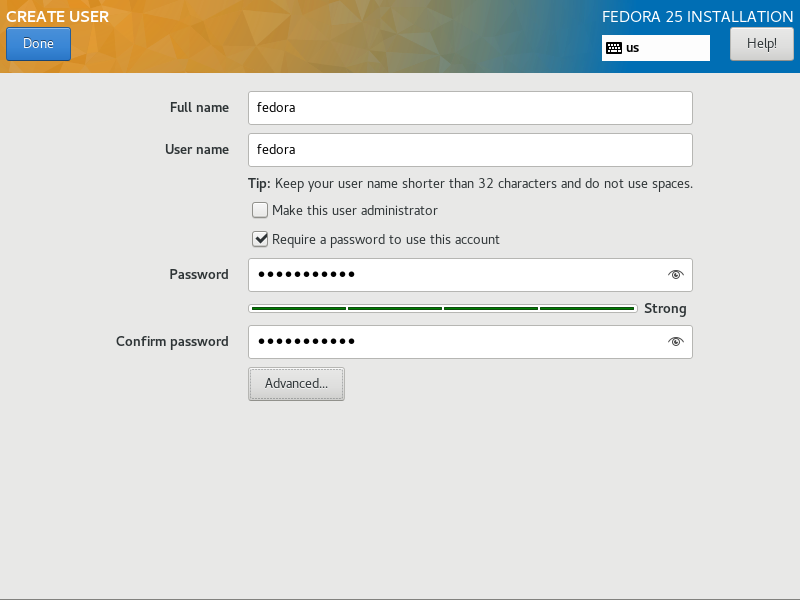 CREATE USER
FEDORA 25 INSTALLATION
Done
us
Help!
Full name
fedora
User name
fedora
Tip: Keep your user name shorter than 32 characters and do not use spaces.
Make this user administrator
Require a password to use this account
Password
●●●●●●●●●●●
Strong
Confirm password
●●●●●●●●●●●
Advanced...